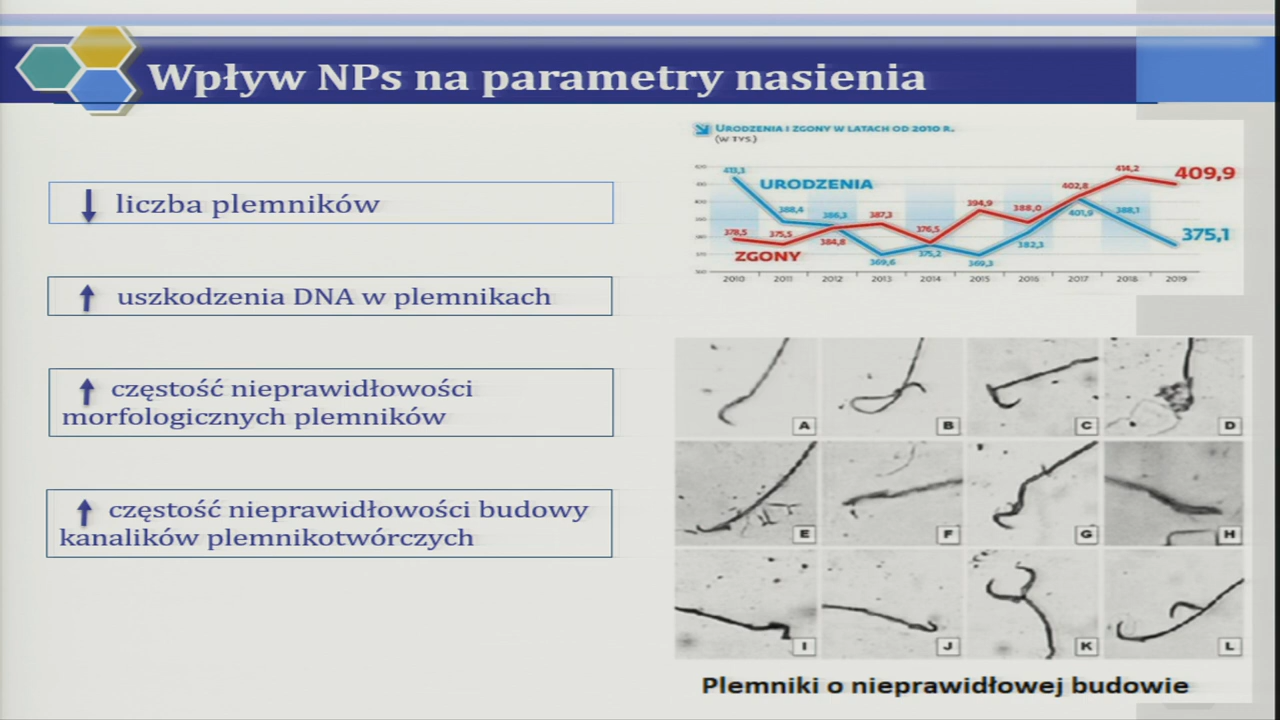 Wpływ NPs na parametry nasienia
liczba plemników
uszkodzenia DNA w plemnikach
częstość nieprawidłowości
morfologicznych plemników
częstość nieprawidłowości budowy
kanalików plemnikotwórczych
URODZENIA I ZGONY W LATACH OD 2010 R.
(W TYS.)
URODZENIA
ZGONY
413,3
388,4
386,3
369,6
375,2
369,3
382,3
401,9
388,1
375,1
378,5
375,5
384,8
387,3
376,5
394,9
388,0
402,8
414,2
409,9
2010 2011 2012 2013 2014 2015 2016 2017 2018 2019
A B C D
E F G H
I J K L
Plemniki o nieprawidłowej budowie